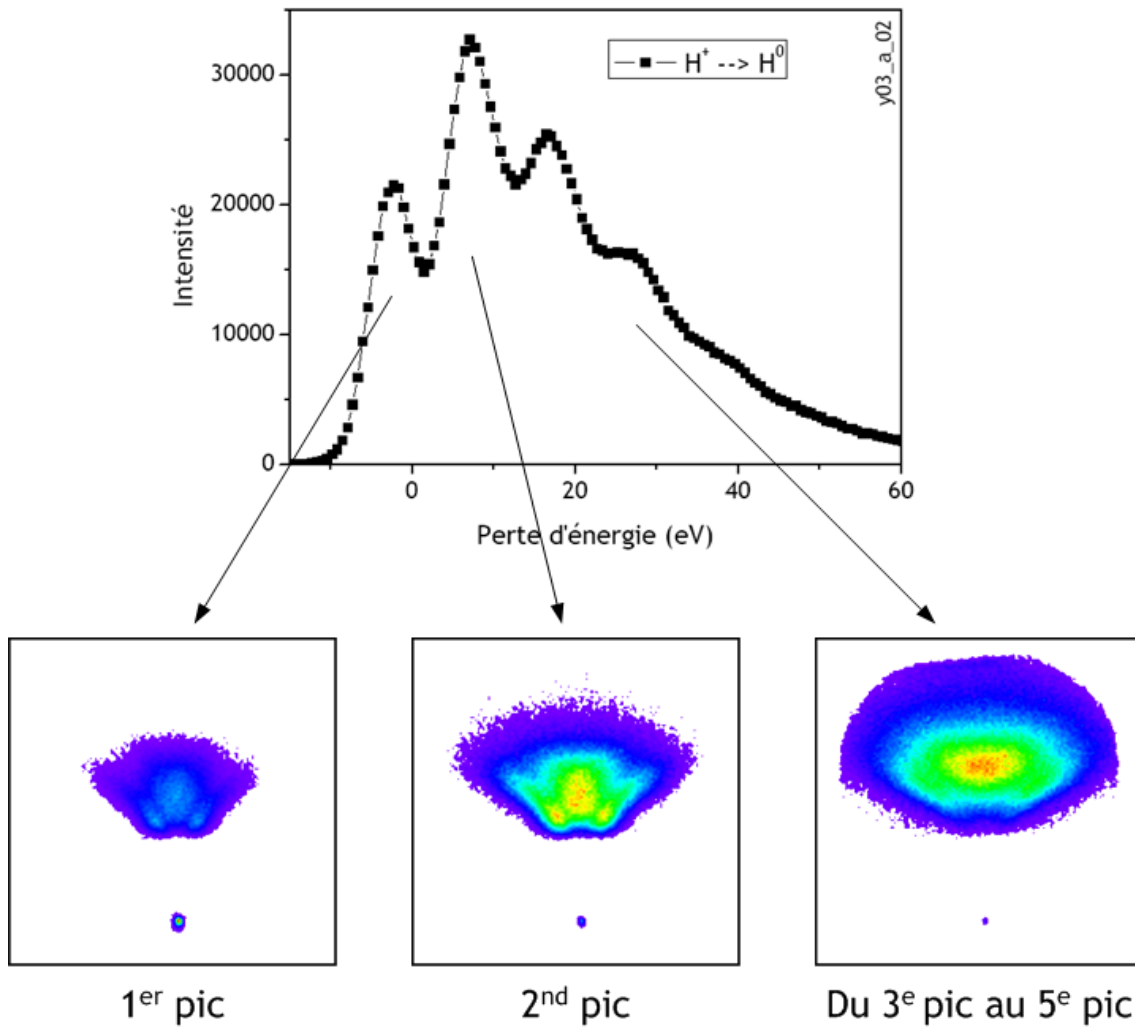 30000
20000
10000
0
Intensité
H⁺ --> H⁰
y03_a_02
0 20 40 60
Perte d'énergie (eV)
1er pic 2nd pic Du 3e pic au 5e pic